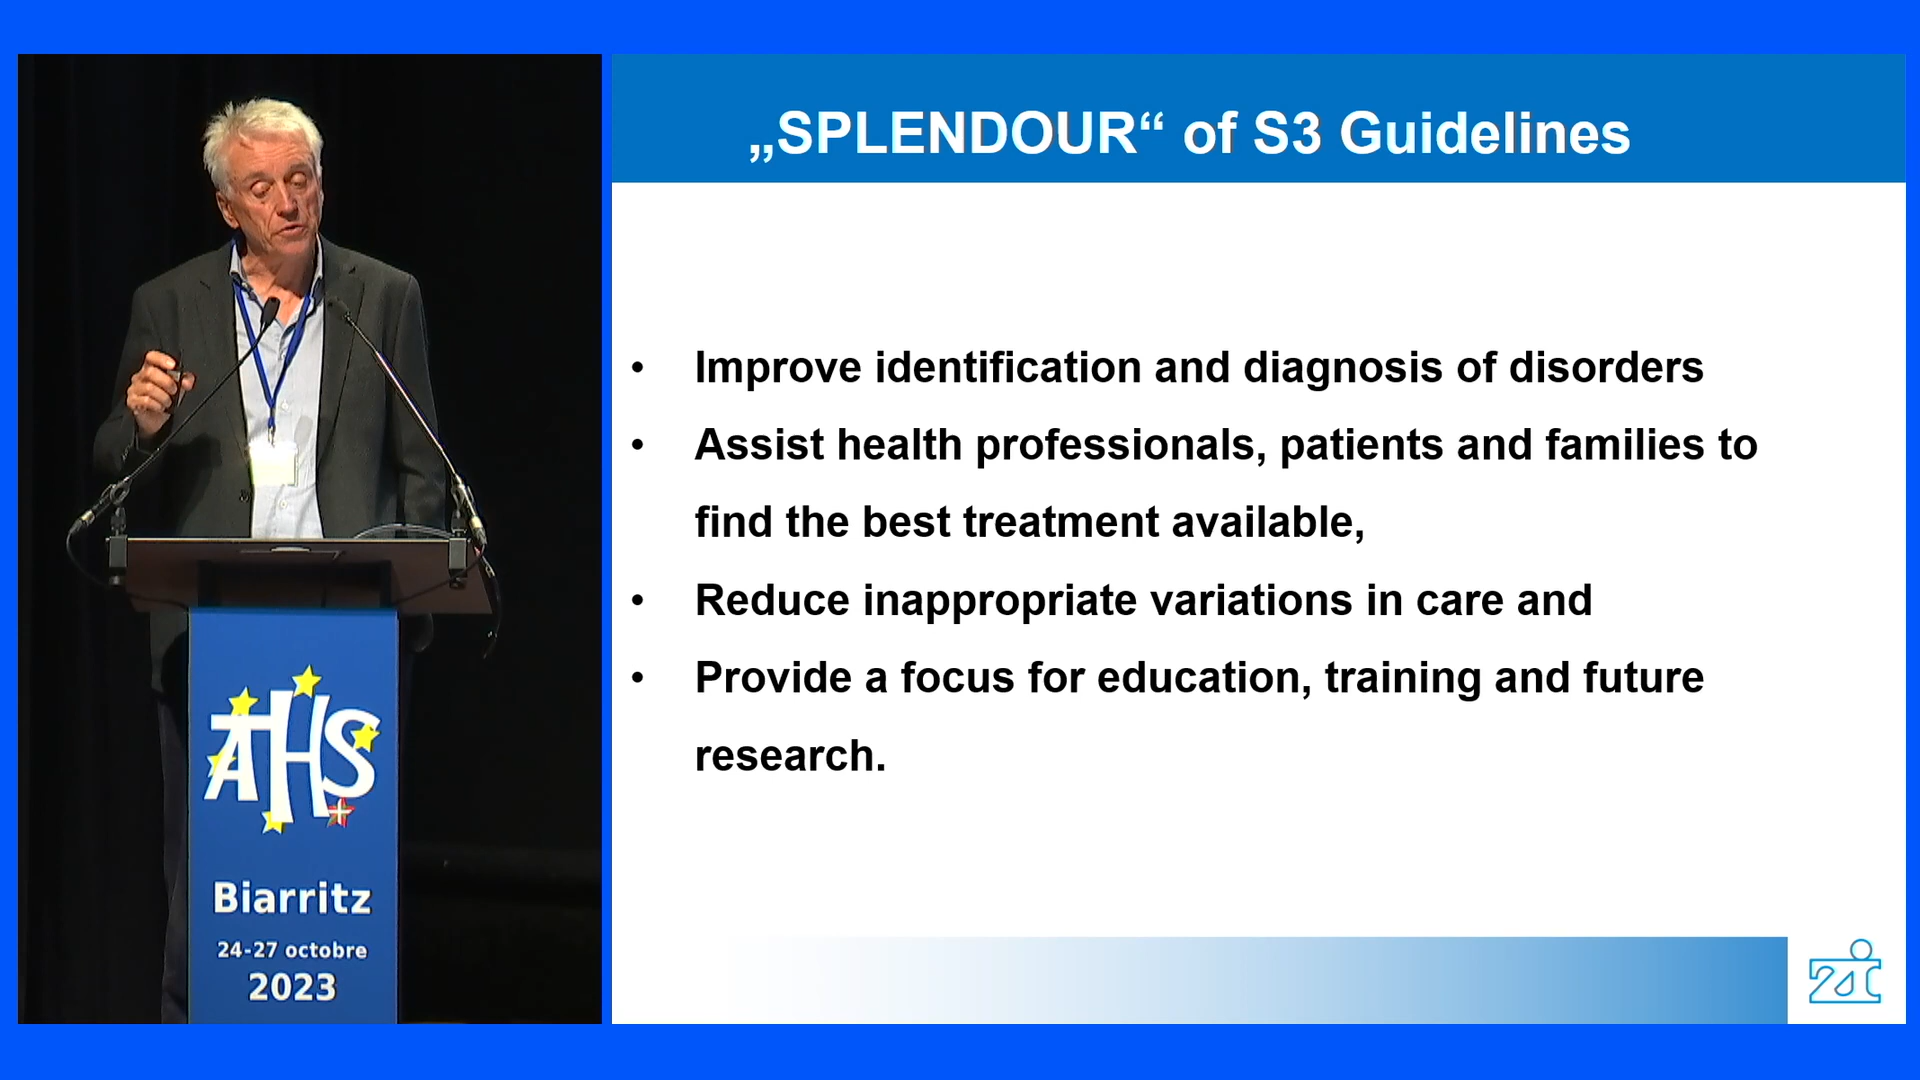 „SPLENDOUR“ of S3 Guidelines
• Improve identification and diagnosis of disorders
• Assist health professionals, patients and families to
find the best treatment available,
• Reduce inappropriate variations in care and
• Provide a focus for education, training and future
research.
zi
ATHS
Biarritz
24-27 octobre
2023